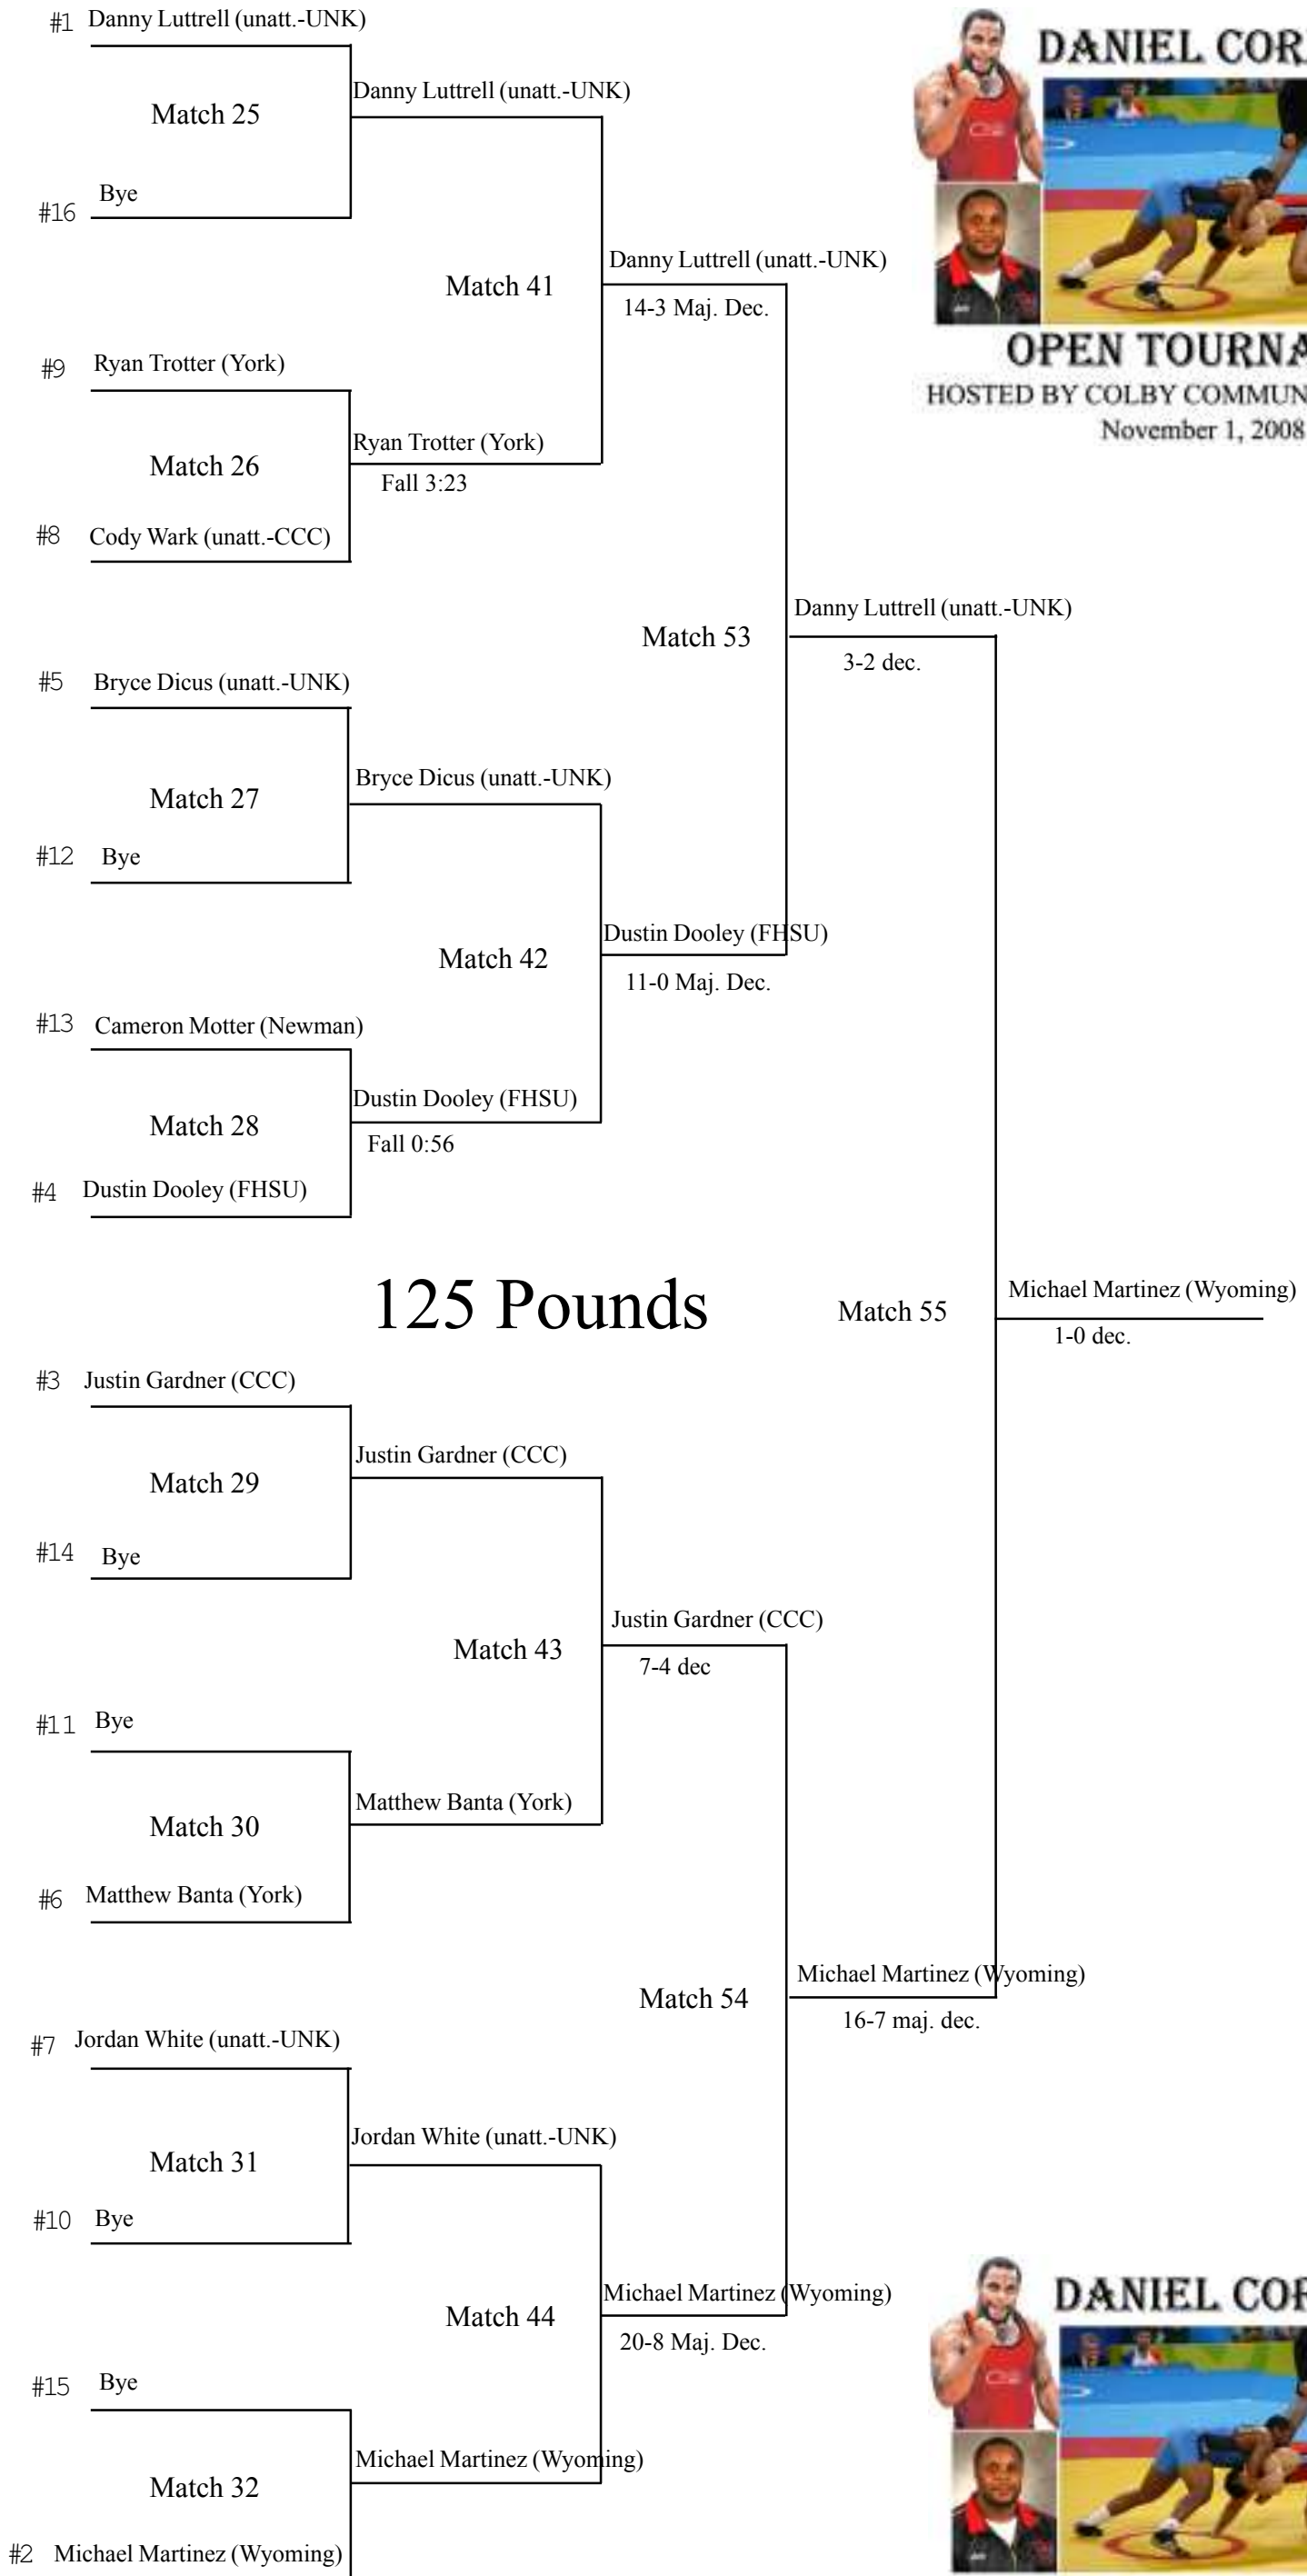 #1 Danny Luttrell (unatt.-UNK)
Match 25
Danny Luttrell (unatt.-UNK)
#16 Bye
Match 41
Danny Luttrell (unatt.-UNK)
14-3 Maj. Dec.
#9 Ryan Trotter (York)
Match 26
Ryan Trotter (York)
Fall 3:23
#8 Cody Wark (unatt.-CCC)
Match 53
Danny Luttrell (unatt.-UNK)
3-2 dec.
#5 Bryce Dicus (unatt.-UNK)
Match 27
Bryce Dicus (unatt.-UNK)
#12 Bye
Match 42
Dustin Dooley (FHSU)
11-0 Maj. Dec.
#13 Cameron Motter (Newman)
Match 28
Dustin Dooley (FHSU)
Fall 0:56
#4 Dustin Dooley (FHSU)
125 Pounds
Match 55
Michael Martinez (Wyoming)
1-0 dec.
#3 Justin Gardner (CCC)
Match 29
Justin Gardner (CCC)
#14 Bye
Match 43
Justin Gardner (CCC)
7-4 dec
#11 Bye
Match 30
Matthew Banta (York)
#6 Matthew Banta (York)
Match 54
Michael Martinez (Wyoming)
16-7 maj. dec.
#7 Jordan White (unatt.-UNK)
Match 31
Jordan White (unatt.-UNK)
#10 Bye
Match 44
Michael Martinez (Wyoming)
20-8 Maj. Dec.
#15 Bye
Match 32
Michael Martinez (Wyoming)
#2 Michael Martinez (Wyoming)
DANIEL COR
OPEN TOURNA
HOSTED BY COLBY COMMUN
November 1, 2008
DANIEL COR